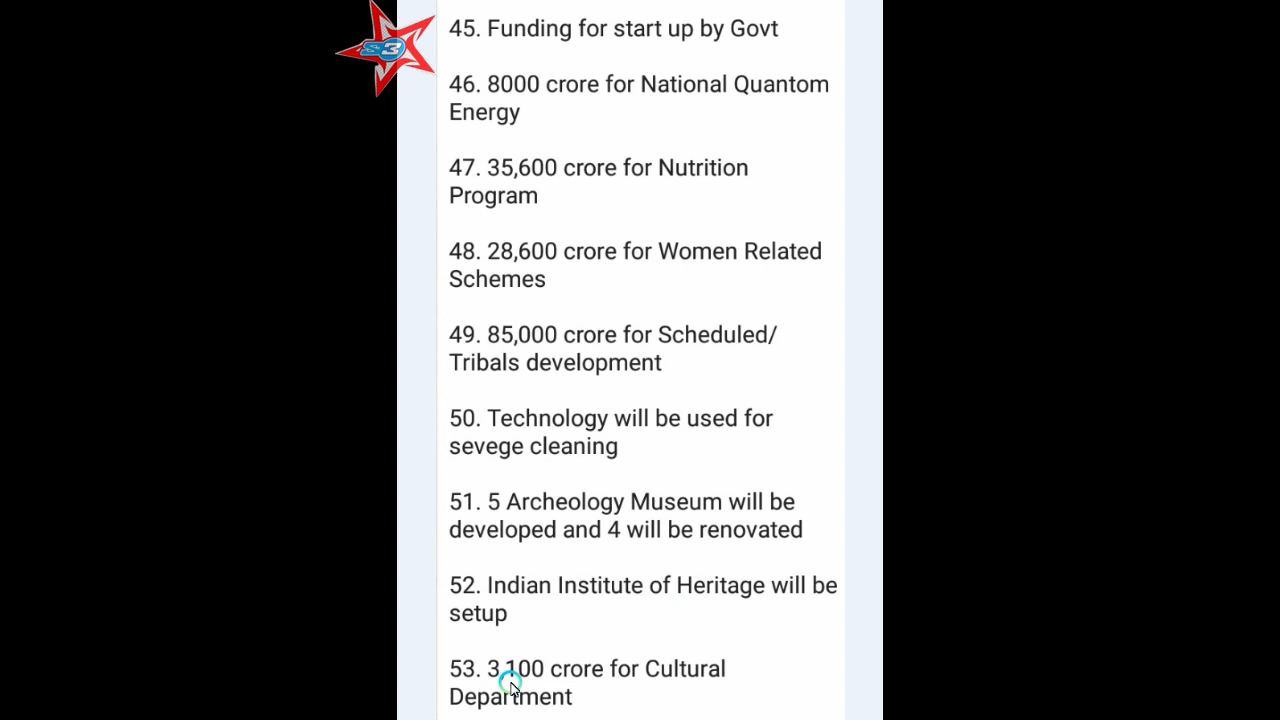 S3
45. Funding for start up by Govt
46. 8000 crore for National Quantom
Energy
47. 35,600 crore for Nutrition
Program
48. 28,600 crore for Women Related
Schemes
49. 85,000 crore for Scheduled/
Tribals development
50. Technology will be used for
sevege cleaning
51. 5 Archeology Museum will be
developed and 4 will be renovated
52. Indian Institute of Heritage will be
setup
53. 3,100 crore for Cultural
Department